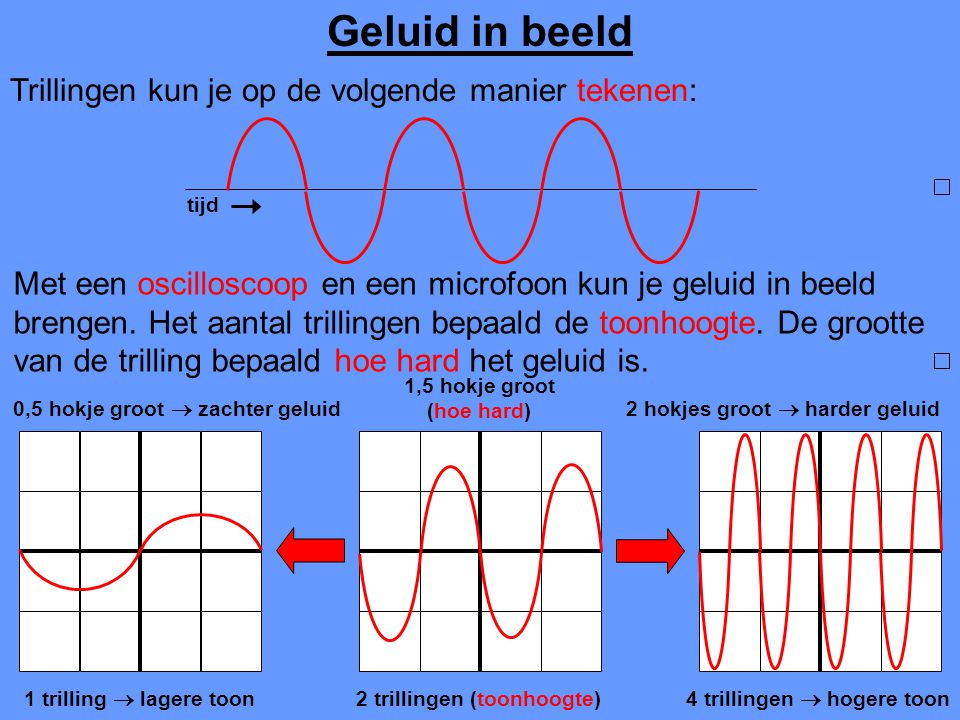 Geluid in beeld
Trillingen kun je op de volgende manier tekenen:
tijd →
Met een oscilloscoop en een microfoon kun je geluid in beeld
brengen. Het aantal trillingen bepaald de toonhoogte. De grootte
van de trilling bepaald hoe hard het geluid is.
0,5 hokje groot → zachter geluid
1,5 hokje groot
(hoe hard)
2 hokjes groot → harder geluid
1 trilling → lagere toon
2 trillingen (toonhoogte)
4 trillingen → hogere toon